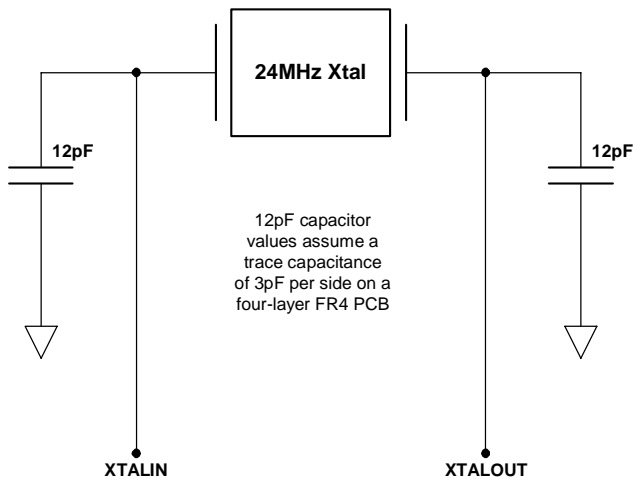 24MHz Xtal
12pF
12pF
12pF capacitor
values assume a
trace capacitance
of 3pF per side on a
four-layer FR4 PCB
XTALIN
XTALOUT